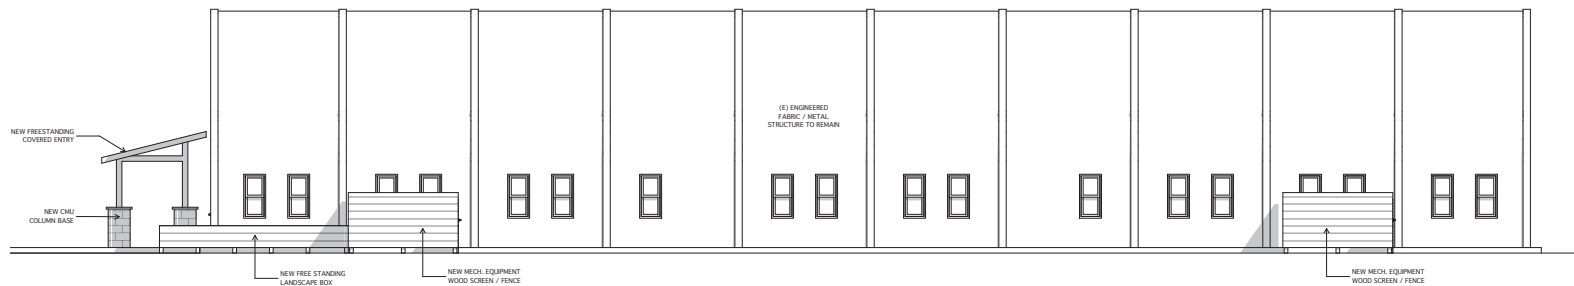 (E) ENGINEERED
FABRIC / METAL
STRUCTURE TO REMAIN
NEW FREESTANDING
COVERED ENTRY
NEW CMU
COLUMN BASE
NEW FREE STANDING
LANDSCAPE BOX
NEW MECH. EQUIPMENT
WOOD SCREEN / FENCE
NEW MECH. EQUIPMENT
WOOD SCREEN / FENCE